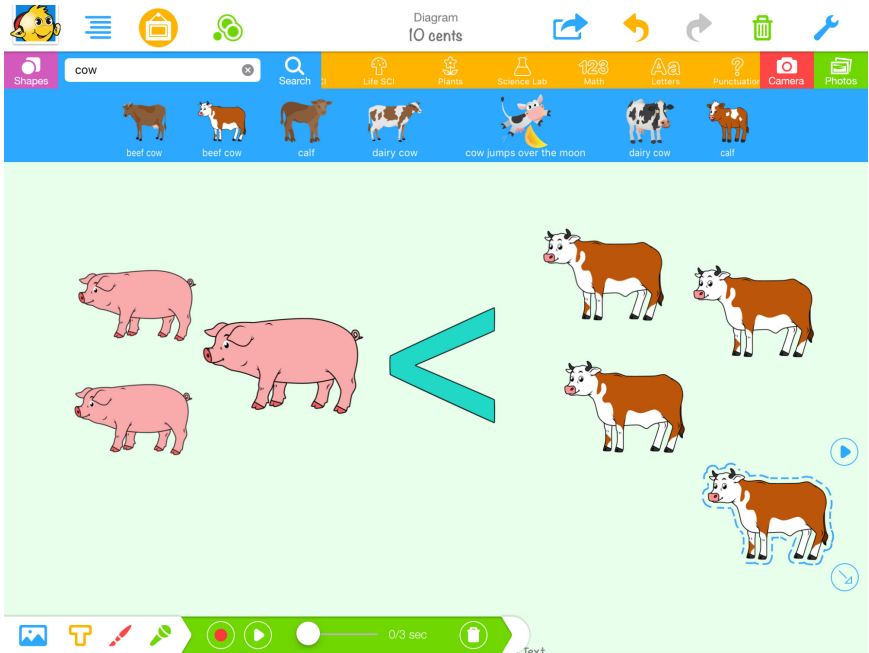 Diagram
10 cents
Shapes
cow
Search
Life SCI
Plants
Science Lab
123
Math
Aa
Letters
?
Punctuation
Camera
Photos
beef cow
beef cow
calf
dairy cow
cow jumps over the moon
dairy cow
calf
<
T
0/3 sec
Text